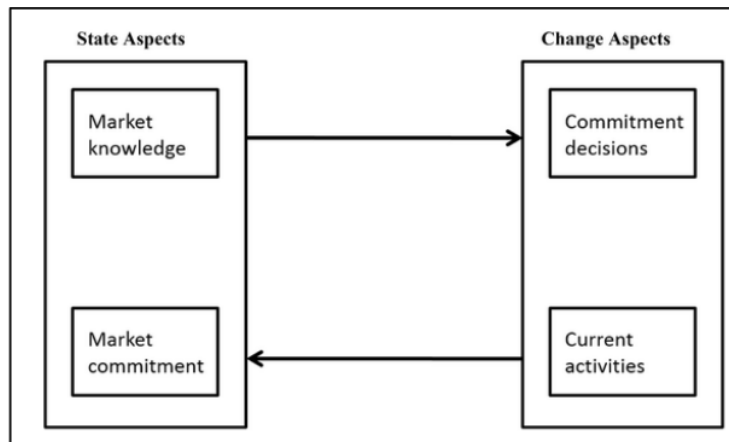 State Aspects
Change Aspects
Market
knowledge
Commitment
decisions
Market
commitment
Current
activities